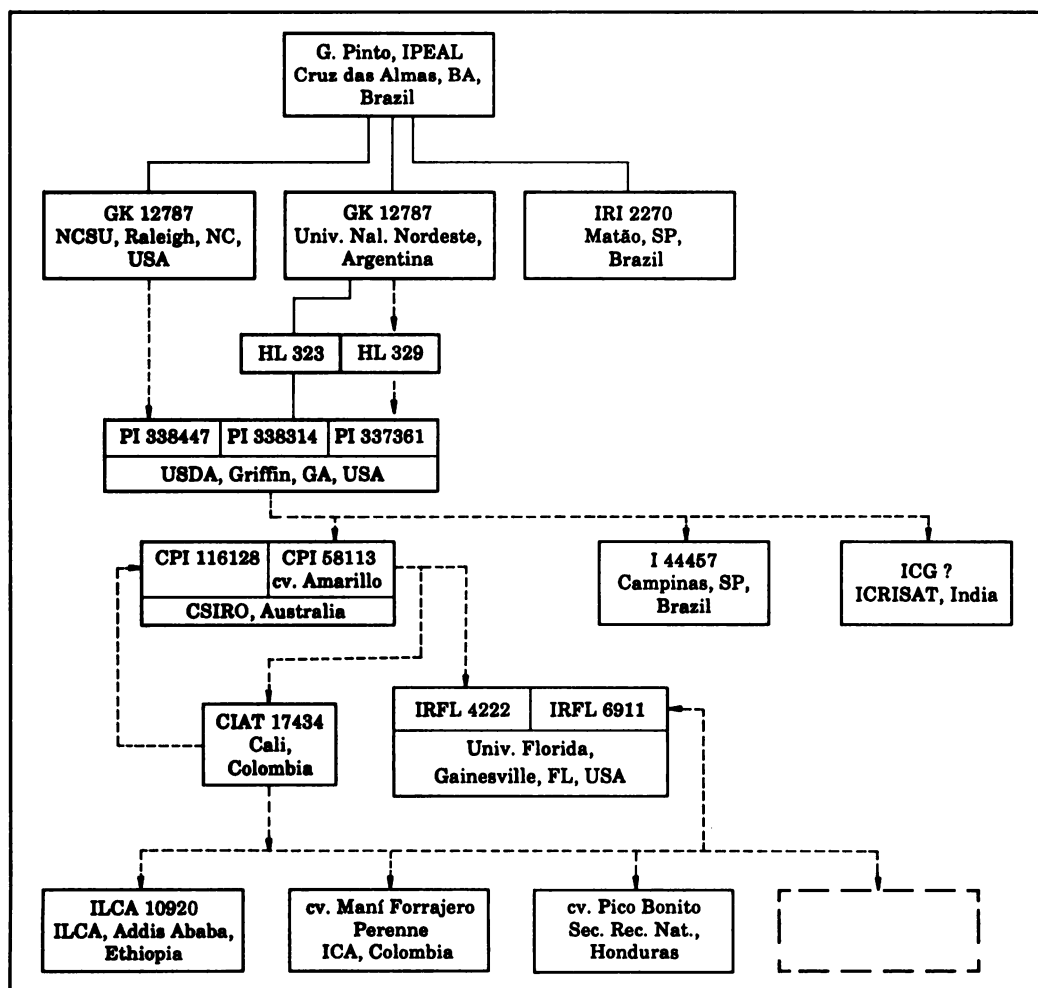 G. Pinto, IPEAL
Cruz das Almas, BA,
Brazil
GK 12787
NCSU, Raleigh, NC,
USA
GK 12787
Univ. Nal. Nordeste,
Argentina
IRI 2270
Matão, SP,
Brazil
HL 323
HL 329
PI 338447
PI 338314
PI 337361
USDA, Griffin, GA, USA
CPI 116128
CPI 58113
cv. Amarillo
CSIRO, Australia
I 44457
Campinas, SP,
Brazil
ICG ?
ICRISAT, India
CIAT 17434
Cali,
Colombia
IRFL 4222
IRFL 6911
Univ. Florida,
Gainesville, FL, USA
ILCA 10920
ILCA, Addis Ababa,
Ethiopia
cv. Maní Forrajero
Perenne
ICA, Colombia
cv. Pico Bonito
Sec. Rec. Nat.,
Honduras